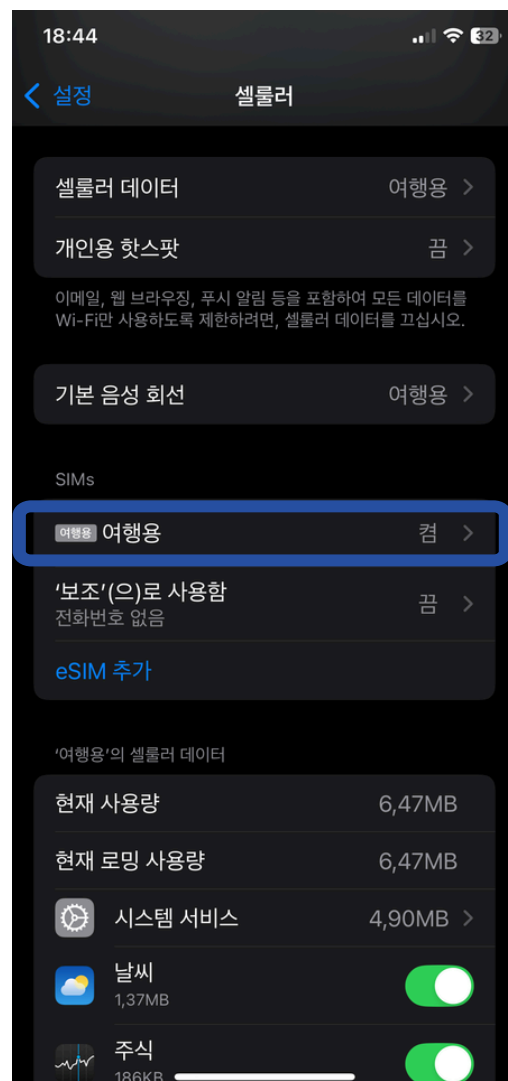 18:44
32
설정
셀룰러
셀룰러 데이터 여행용
개인용 핫스팟 끔
이메일, 웹 브라우징, 푸시 알림 등을 포함하여 모든 데이터를
Wi-Fi만 사용하도록 제한하려면, 셀룰러 데이터를 끄십시오.
기본 음성 회선 여행용
SIMs
여행용 여행용 켬
‘보조’(으)로 사용함 끔
전화번호 없음
eSIM 추가
‘여행용’의 셀룰러 데이터
현재 사용량 6,47MB
현재 로밍 사용량 6,47MB
시스템 서비스 4,90MB
날씨
1,37MB
주식
186KB